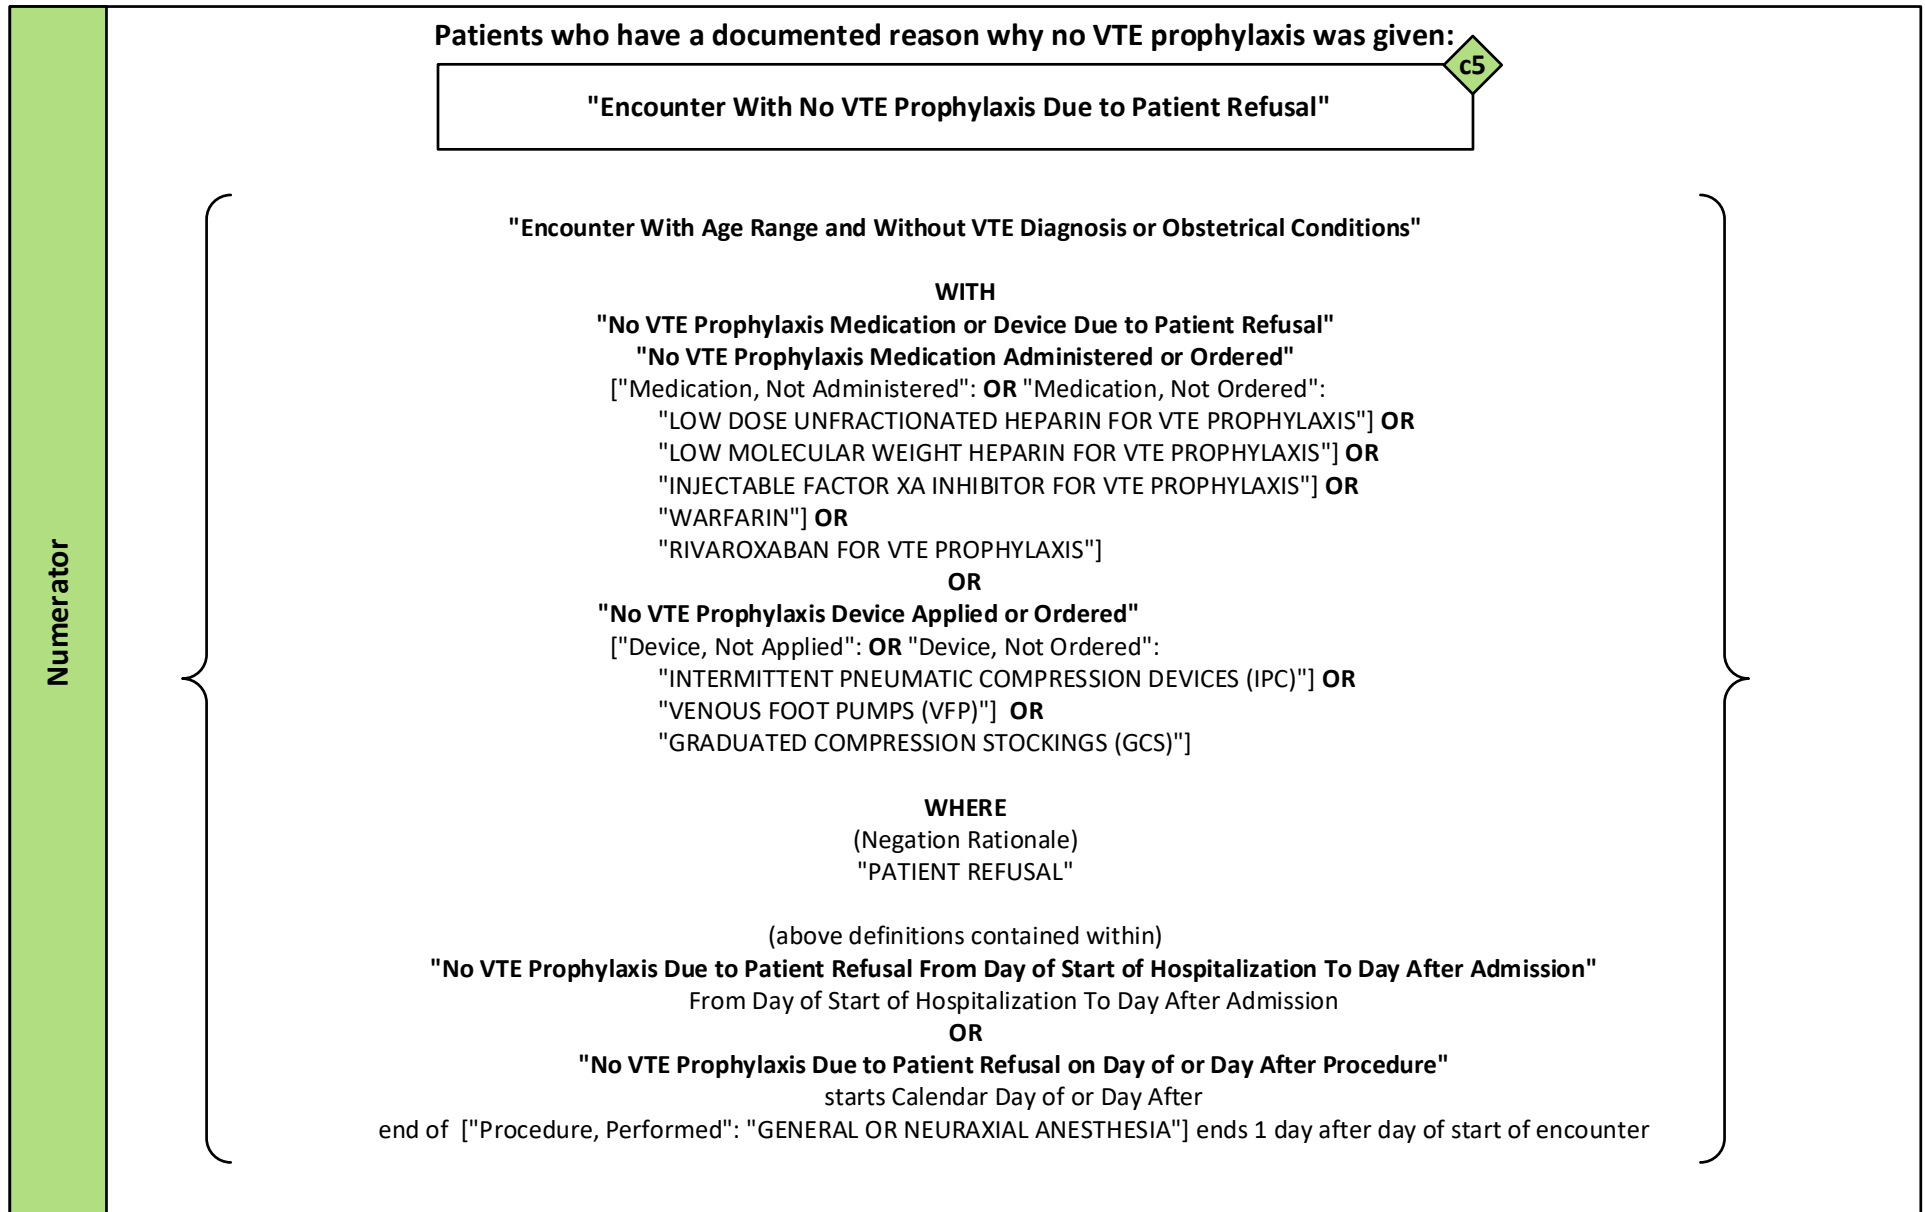 Patients who have a documented reason why no VTE prophylaxis was given:
c5
"Encounter With No VTE Prophylaxis Due to Patient Refusal"
Numerator
"Encounter With Age Range and Without VTE Diagnosis or Obstetrical Conditions"
WITH
"No VTE Prophylaxis Medication or Device Due to Patient Refusal"
"No VTE Prophylaxis Medication Administered or Ordered"
["Medication, Not Administered": OR "Medication, Not Ordered":
"LOW DOSE UNFRACTIONATED HEPARIN FOR VTE PROPHYLAXIS"] OR
"LOW MOLECULAR WEIGHT HEPARIN FOR VTE PROPHYLAXIS"] OR
"INJECTABLE FACTOR XA INHIBITOR FOR VTE PROPHYLAXIS"] OR
"WARFARIN"] OR
"RIVAROXABAN FOR VTE PROPHYLAXIS"]
OR
"No VTE Prophylaxis Device Applied or Ordered"
["Device, Not Applied": OR "Device, Not Ordered":
"INTERMITTENT PNEUMATIC COMPRESSION DEVICES (IPC)"] OR
"VENOUS FOOT PUMPS (VFP)"] OR
"GRADUATED COMPRESSION STOCKINGS (GCS)"]
WHERE
(Negation Rationale)
"PATIENT REFUSAL"
(above definitions contained within)
"No VTE Prophylaxis Due to Patient Refusal From Day of Start of Hospitalization To Day After Admission"
From Day of Start of Hospitalization To Day After Admission
OR
"No VTE Prophylaxis Due to Patient Refusal on Day of or Day After Procedure"
starts Calendar Day of or Day After
end of ["Procedure, Performed": "GENERAL OR NEURAXIAL ANESTHESIA"] ends 1 day after day of start of encounter